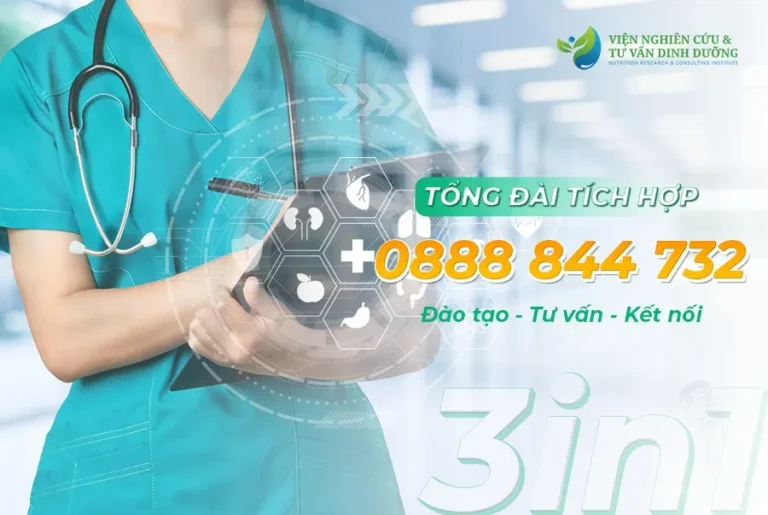 VIỆN NGHIÊN CỨU &
TƯ VẤN DINH DƯỠNG
NUTRITION RESEARCH & CONSULTING INSTITUTE
TỔNG ĐÀI TÍCH HỢP
0888 844 732
Đào tạo - Tư vấn - Kết nối
3in1